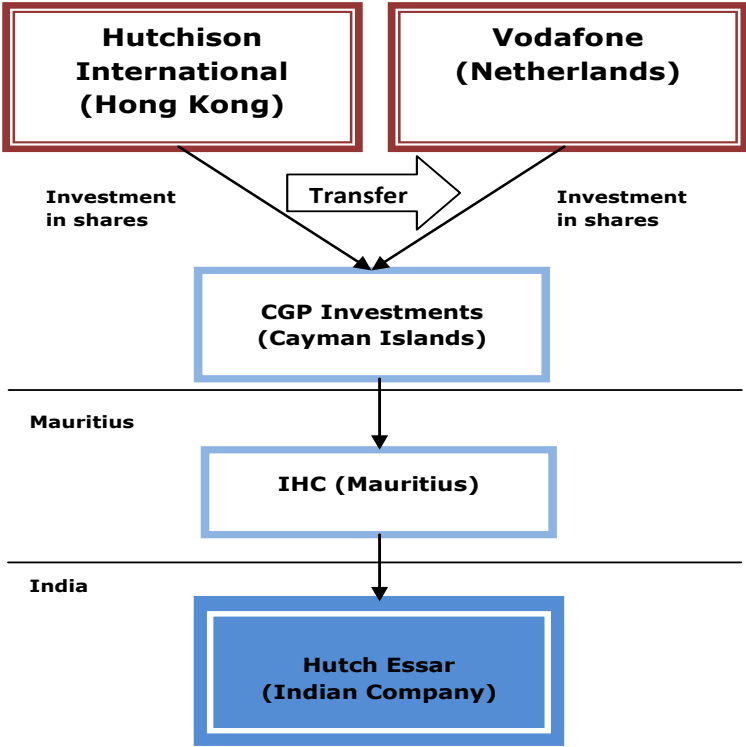 Hutchison
International
(Hong Kong)
Vodafone
(Netherlands)
Investment
in shares
Transfer
Investment
in shares
CGP Investments
(Cayman Islands)
Mauritius
IHC (Mauritius)
India
Hutch Essar
(Indian Company)